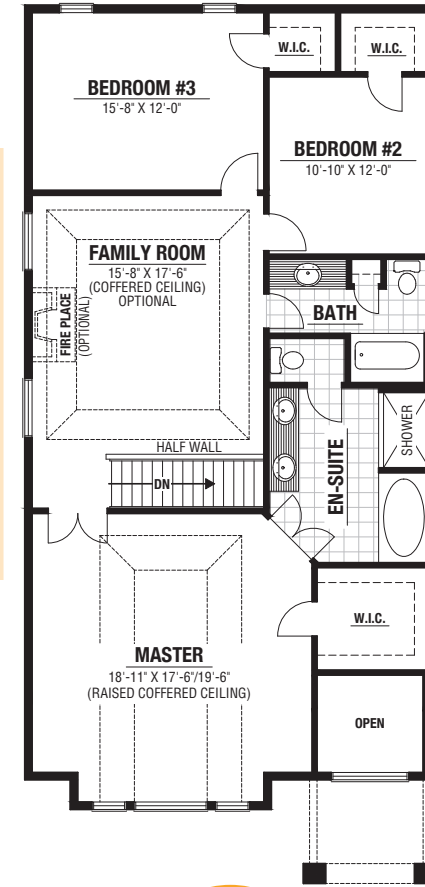 W.I.C.
W.I.C.
BEDROOM #3
15'-8" X 12'-0"
BEDROOM #2
10'-10" X 12'-0"
FAMILY ROOM
15'-8" X 17'-6"
(COFFERED CEILING)
OPTIONAL
FIRE PLACE
(OPTIONAL)
BATH
HALF WALL
DN
EN-SUITE
SHOWER
W.I.C.
MASTER
18'-11" X 17'-6"/19'-6"
(RAISED COFFERED CEILING)
OPEN